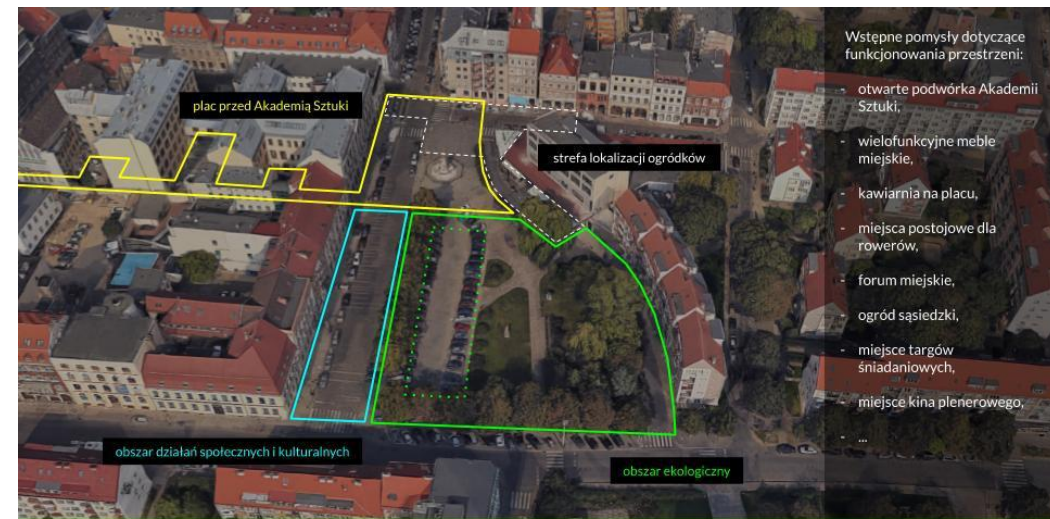 Wstępne pomysły dotyczące
funkcjonowania przestrzeni:
- otwarte podwórka Akademii
Sztuki,
- wielofunkcyjne meble
miejskie,
- kawiarnia na placu,
- miejsca postojowe dla
rowerów,
- forum miejskie,
- ogród sąsiedzki,
- miejsce targów
śniadaniowych,
- miejsce kina plenerowego,
- ...
plac przed Akademią Sztuki
strefa lokalizacji ogródków
obszar działań społecznych i kulturalnych
obszar ekologiczny